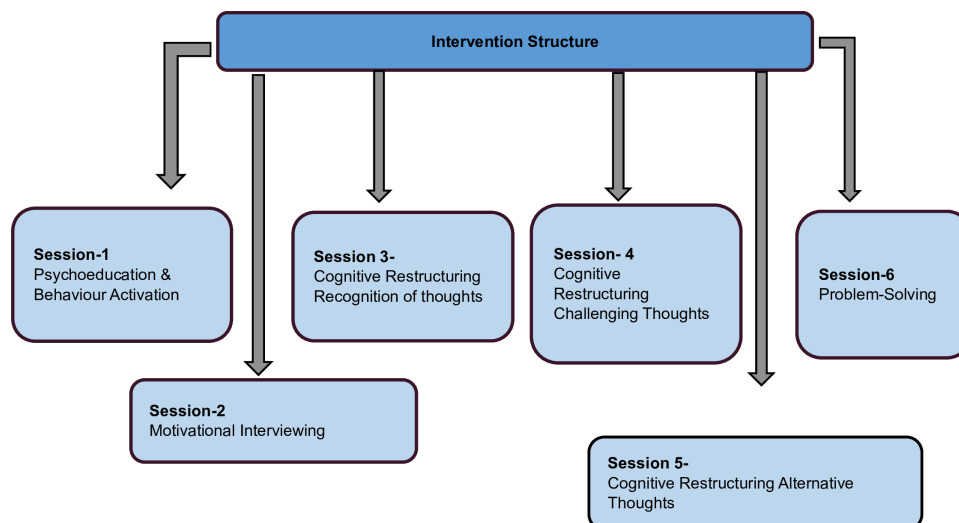 Intervention Structure
Session-1
Psychoeducation &
Behaviour Activation
Session-2
Motivational Interviewing
Session 3-
Cognitive Restructuring
Recognition of thoughts
Session- 4
Cognitive
Restructuring
Challenging Thoughts
Session 5-
Cognitive Restructuring Alternative
Thoughts
Session-6
Problem-Solving